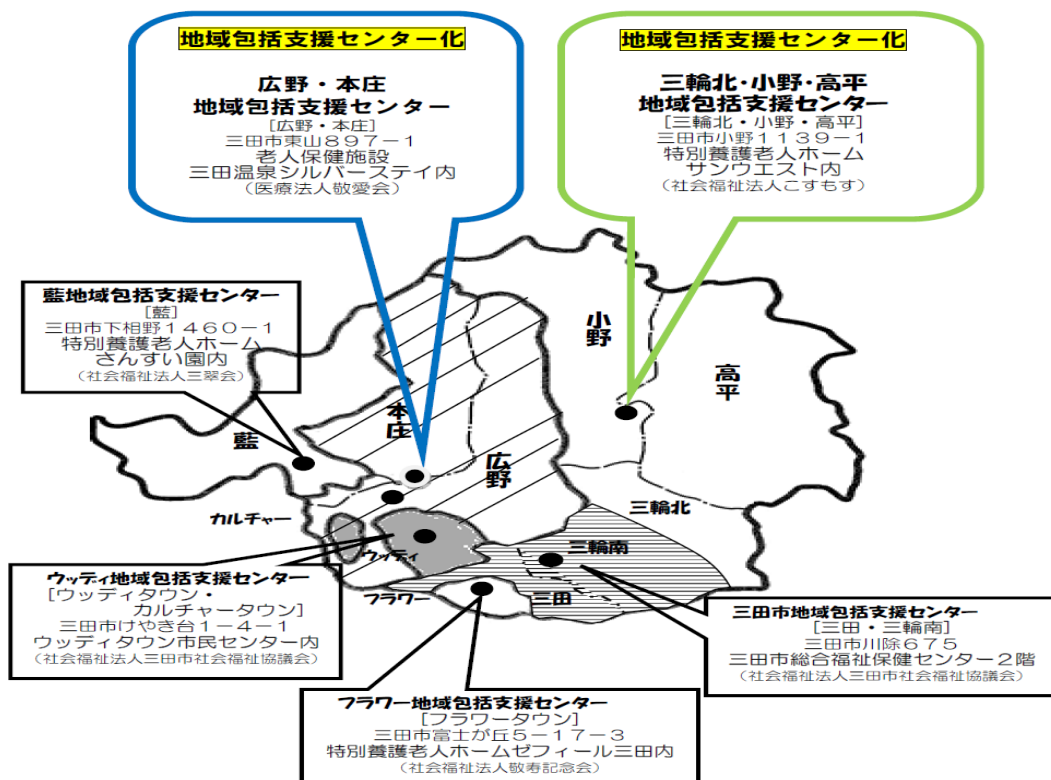 地域包括支援センター化
広野・本庄
地域包括支援センター
［広野・本庄］
三田市東山８９７－１
老人保健施設
三田温泉シルバーステイ内
（医療法人敬愛会）
地域包括支援センター化
三輪北・小野・高平
地域包括支援センター
［三輪北・小野・高平］
三田市小野１１３９－１
特別養護老人ホーム
サンウエスト内
（社会福祉法人こすもす）
藍地域包括支援センター
［藍］
三田市下相野１４６０－１
特別養護老人ホーム
さんすい園内
（社会福祉法人三翠会）
小野
高平
本庄
藍
広野
カルチャー
三輪北
ウッディ
三輪南
フラワー
三田
ウッディ地域包括支援センター
［ウッディタウン・
カルチャータウン］
三田市けやき台１－４－１
ウッディタウン市民センター内
（社会福祉法人三田市社会福祉協議会）
三田市地域包括支援センター
［三田・三輪南］
三田市川除６７５
三田市総合福祉保健センター２階
（社会福祉法人三田市社会福祉協議会）
フラワー地域包括支援センター
［フラワータウン］
三田市富士が丘５－１７－３
特別養護老人ホームゼフィール三田内
（社会福祉法人敬寿記念会）